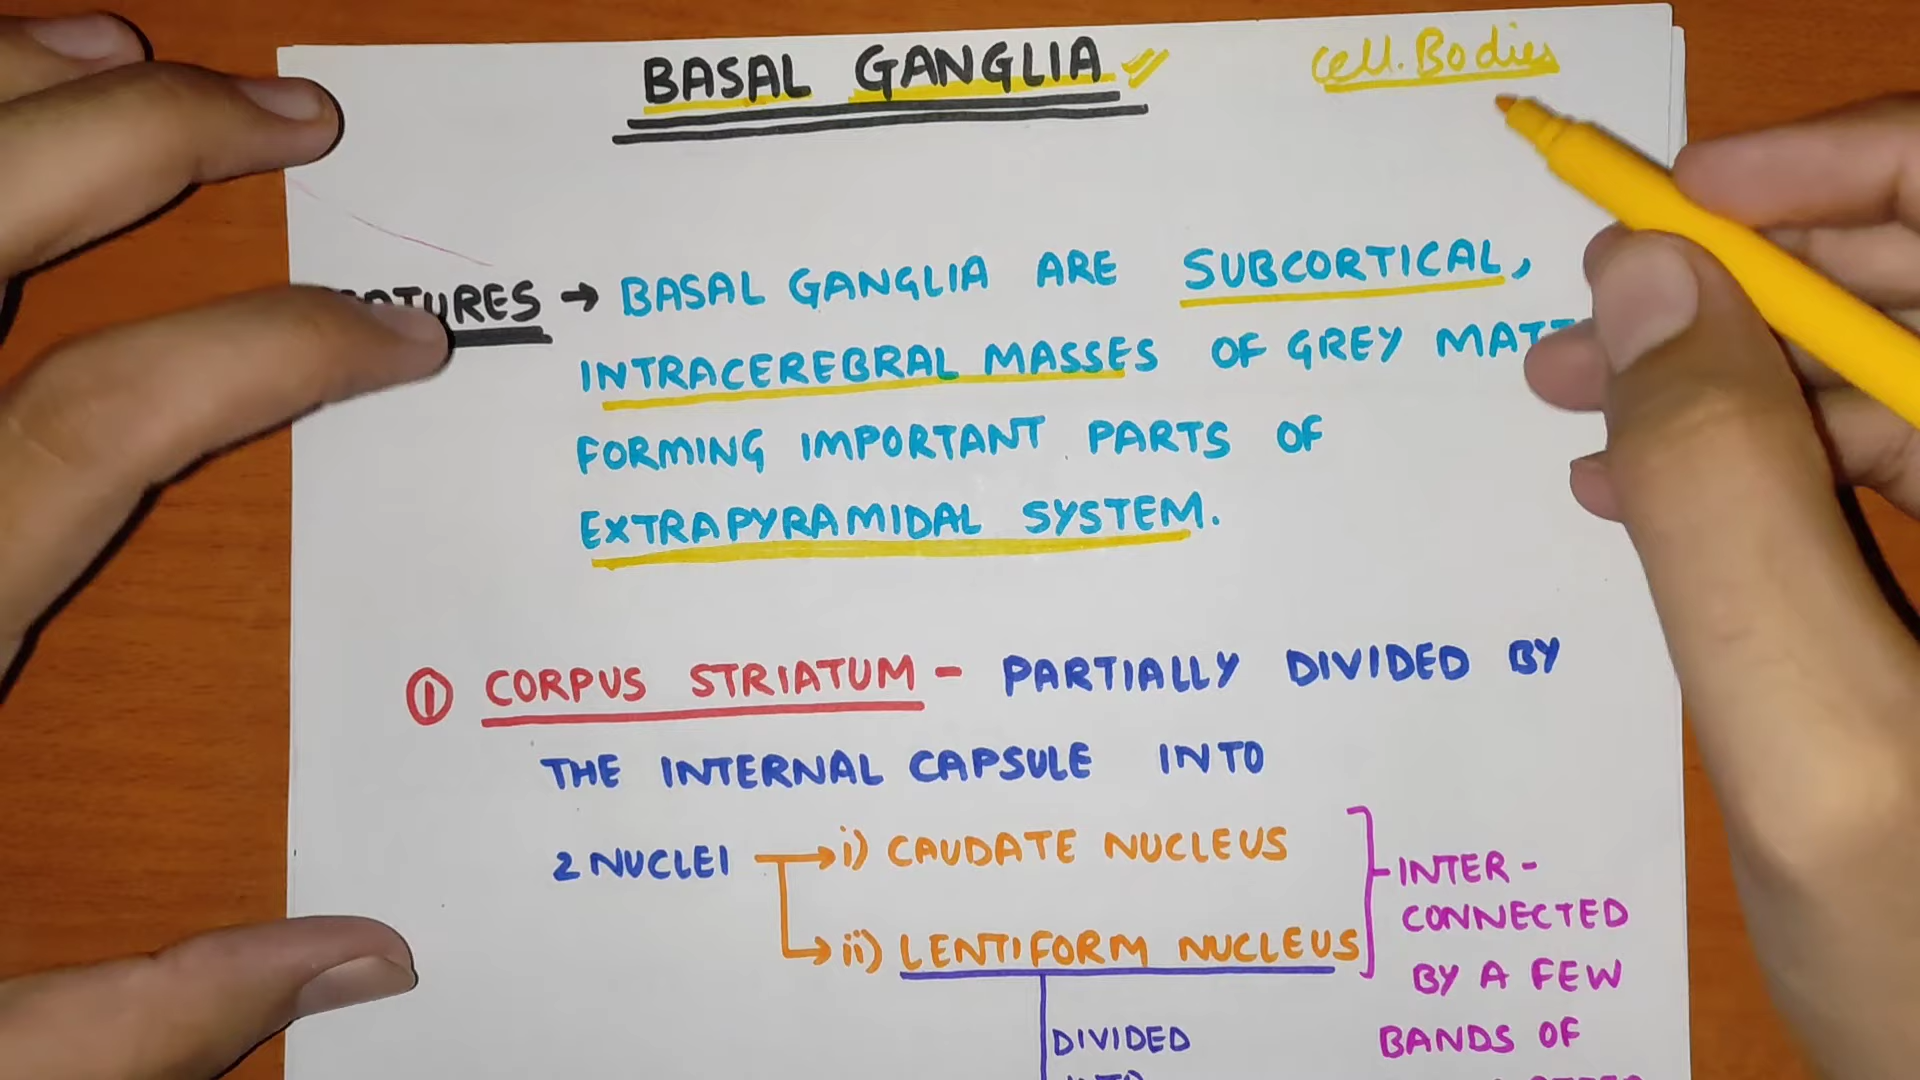 BASAL GANGLIA
Cell. Bodies
→ BASAL GANGLIA ARE SUBCORTICAL,
INTRACEREBRAL MASSES OF GREY
FORMING IMPORTANT PARTS OF
EXTRAPYRAMIDAL SYSTEM.
① CORPUS STRIATUM - PARTIALLY DIVIDED BY
THE INTERNAL CAPSULE INTO
2 NUCLEI → i) CAUDATE NUCLEUS
→ ii) LENTIFORM NUCLEUS
INTER-
CONNECTED
BY A FEW
BANDS OF
DIVIDED